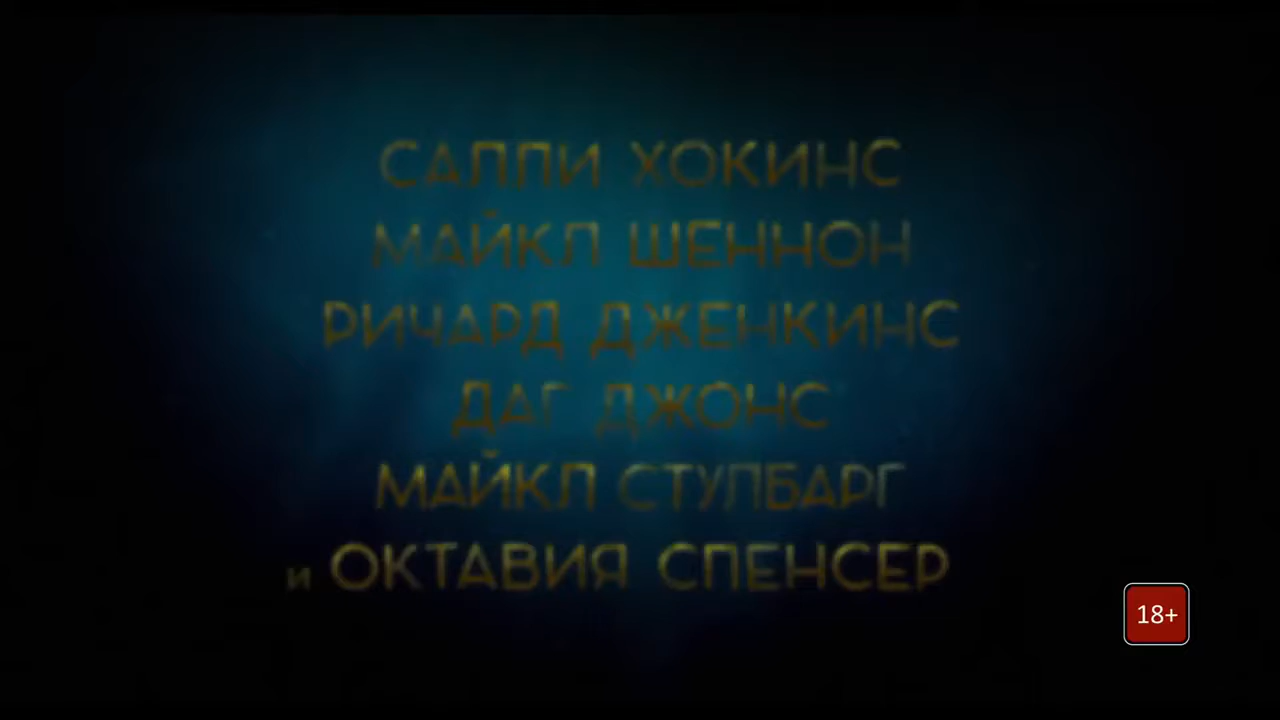 САЛЛИ ХОКИНС
МАЙКЛ ШЕННОН
РИЧАРД ДЖЕНКИНС
ДАГ ДЖОНС
МАЙКЛ СТУЛБАРГ
и ОКТАВИЯ СПЕНСЕР
18+